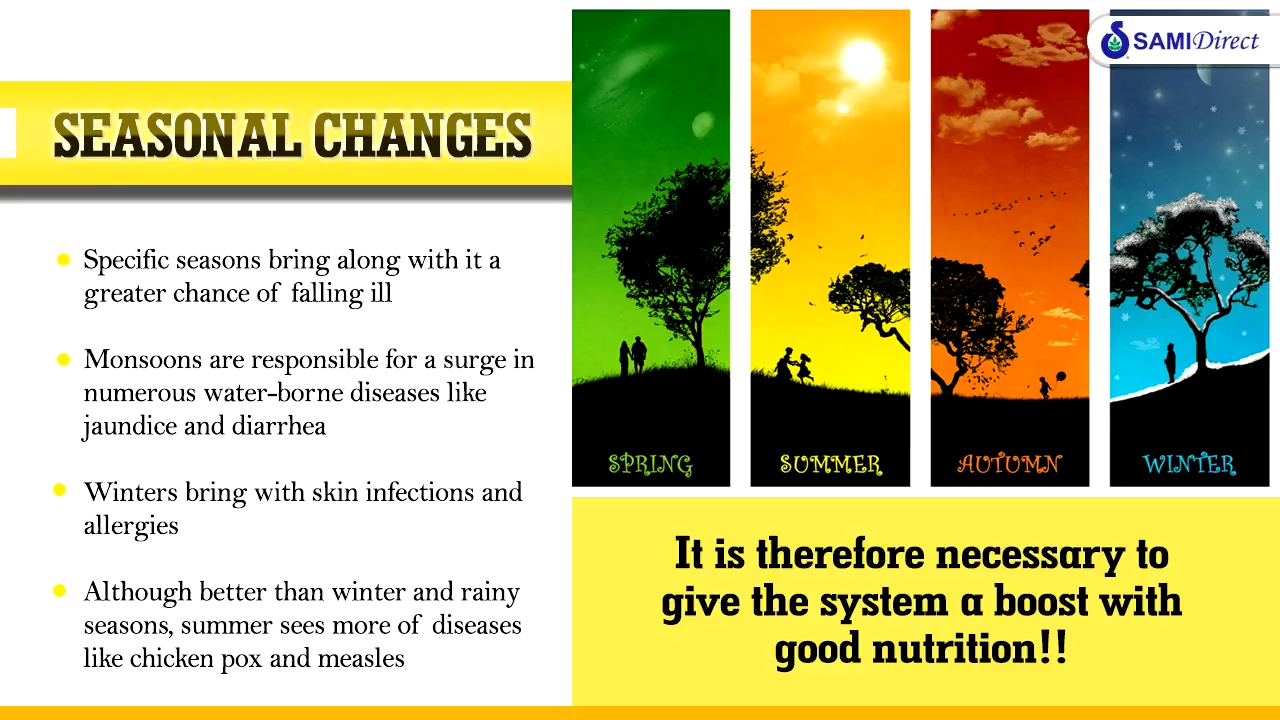 SAMIDirect
SEASONAL CHANGES
Specific seasons bring along with it a
greater chance of falling ill
Monsoons are responsible for a surge in
numerous water-borne diseases like
jaundice and diarrhea
Winters bring with skin infections and
allergies
Although better than winter and rainy
seasons, summer sees more of diseases
like chicken pox and measles
SPRING
SUMMER
AUTUMN
WINTER
It is therefore necessary to
give the system a boost with
good nutrition!!